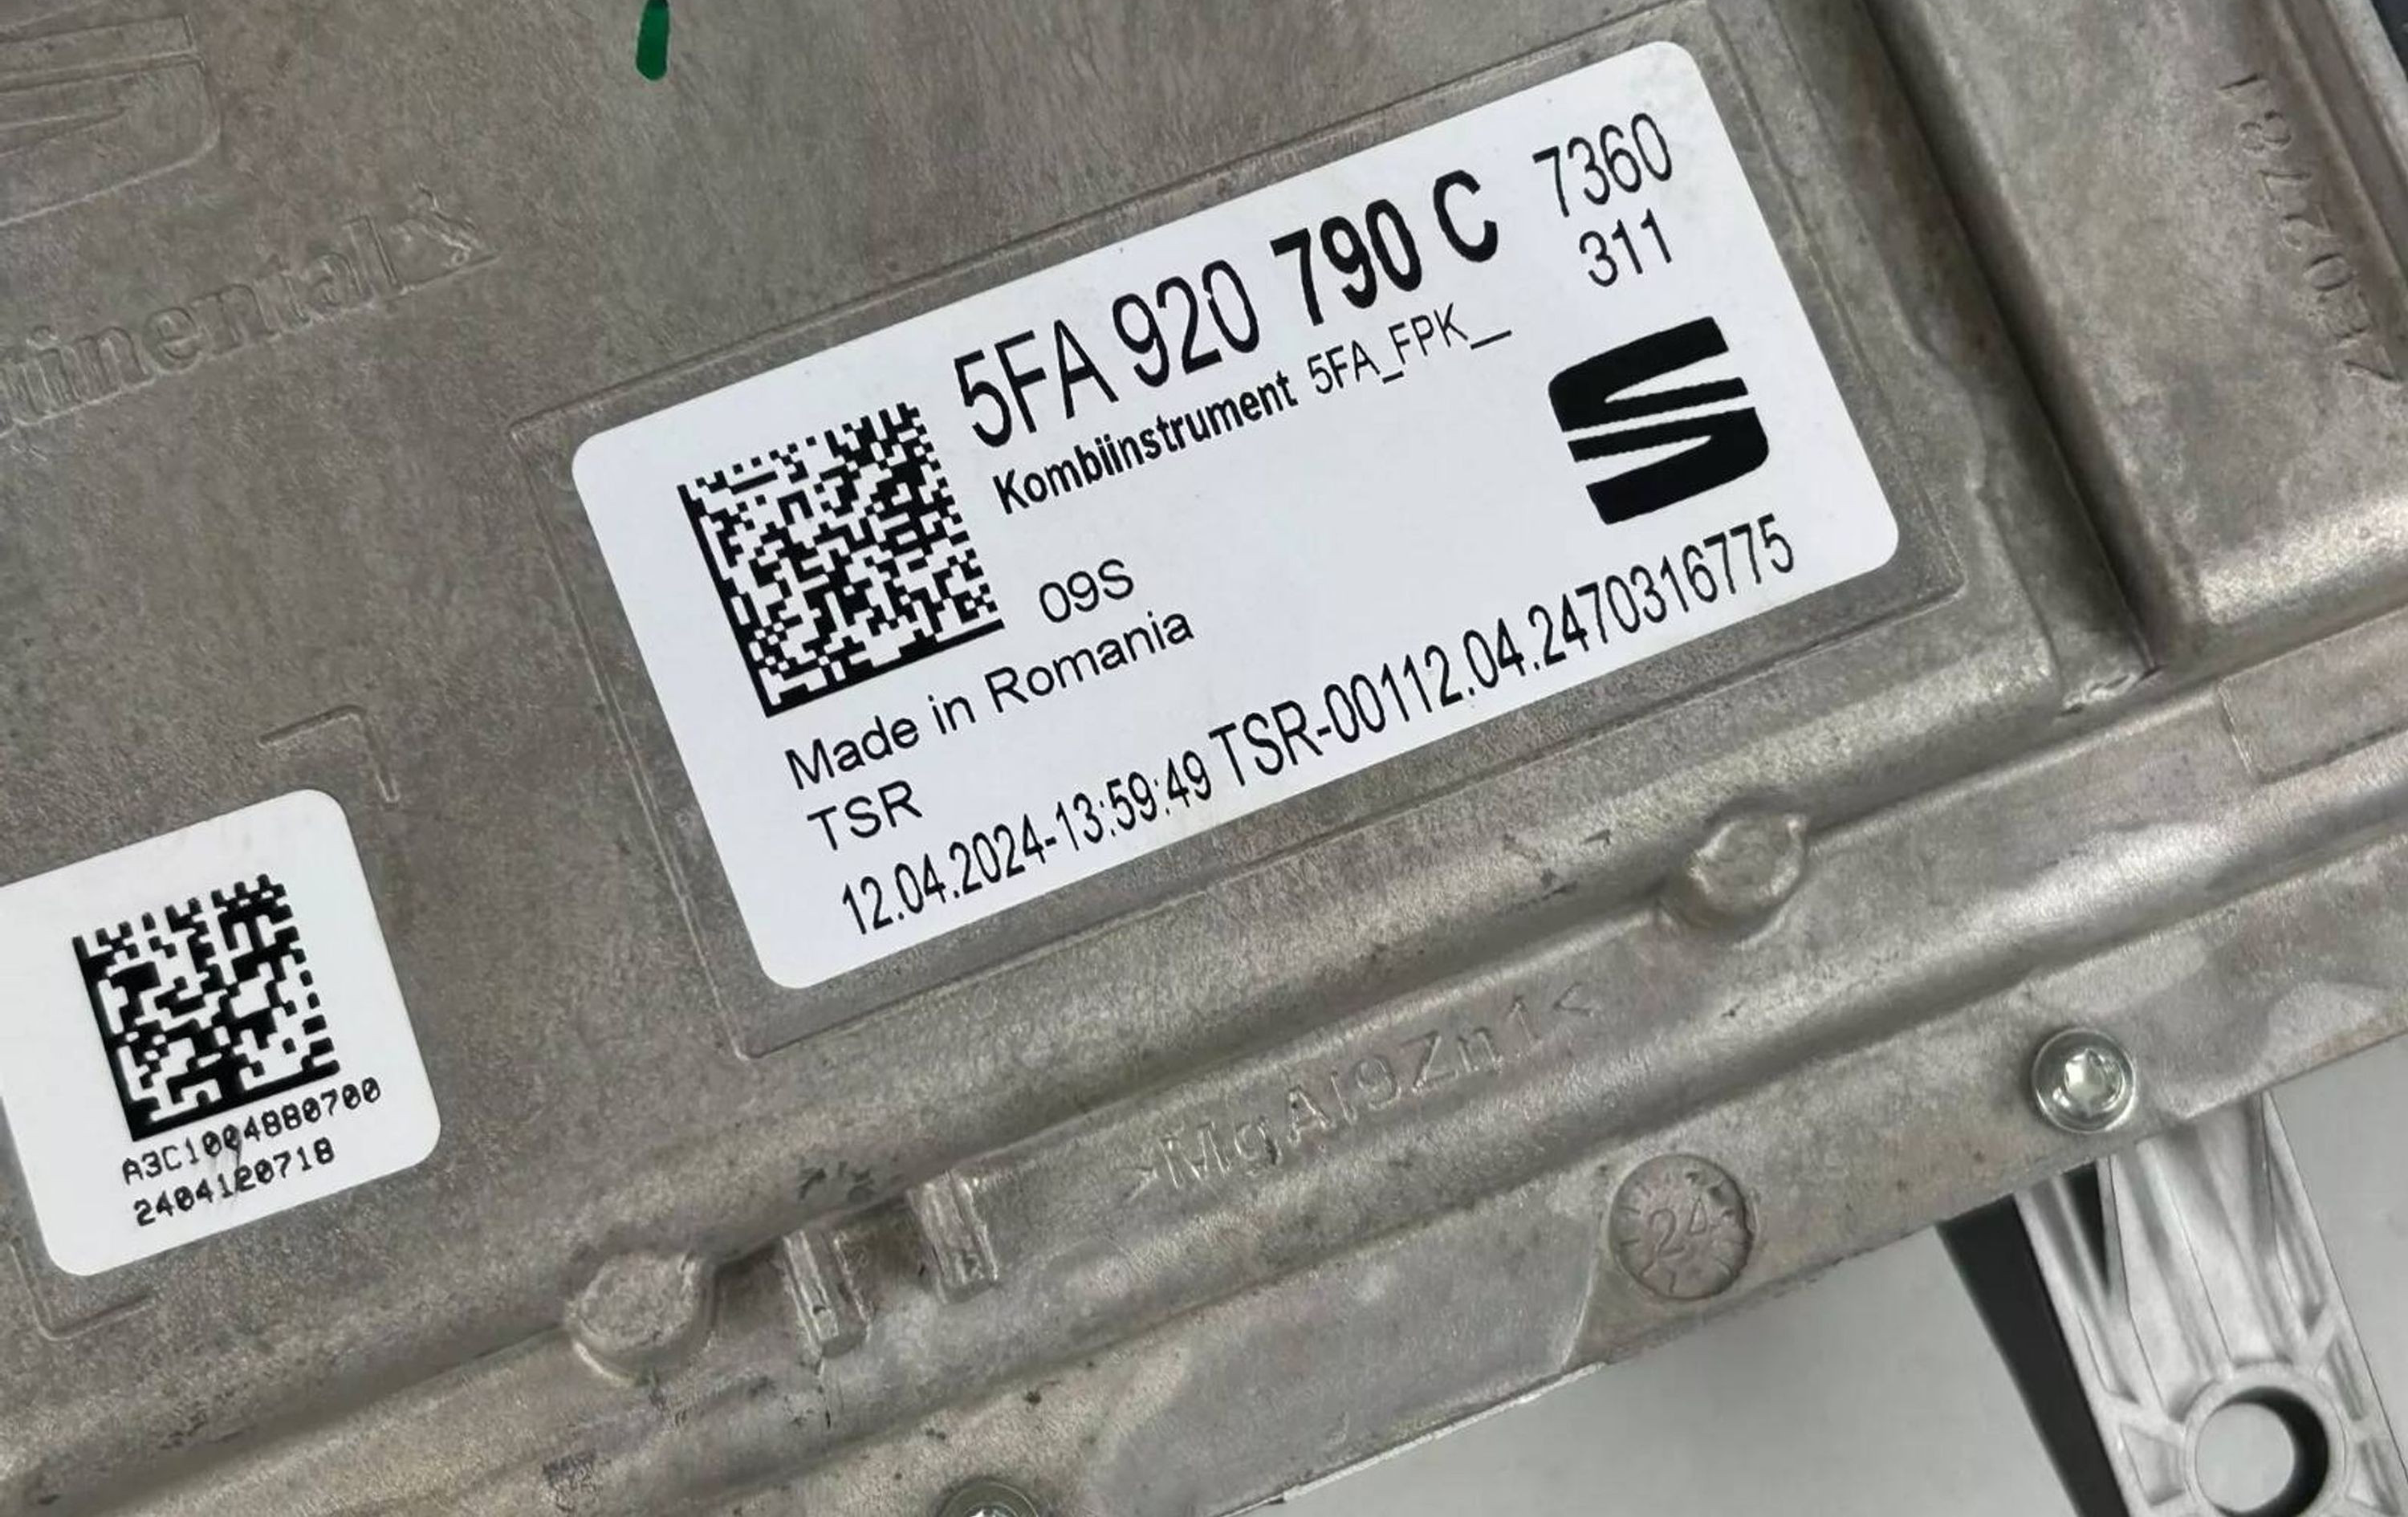 5FA 920 790 C 7360
311
Kombiinstrument 5FA_FPK_
09S
Made in Romania
TSR
12.04.2024-13:59:49 TSR-00112.04.2470316775
A3C1004880700
2404120718
>MgAl9Zn1<
24